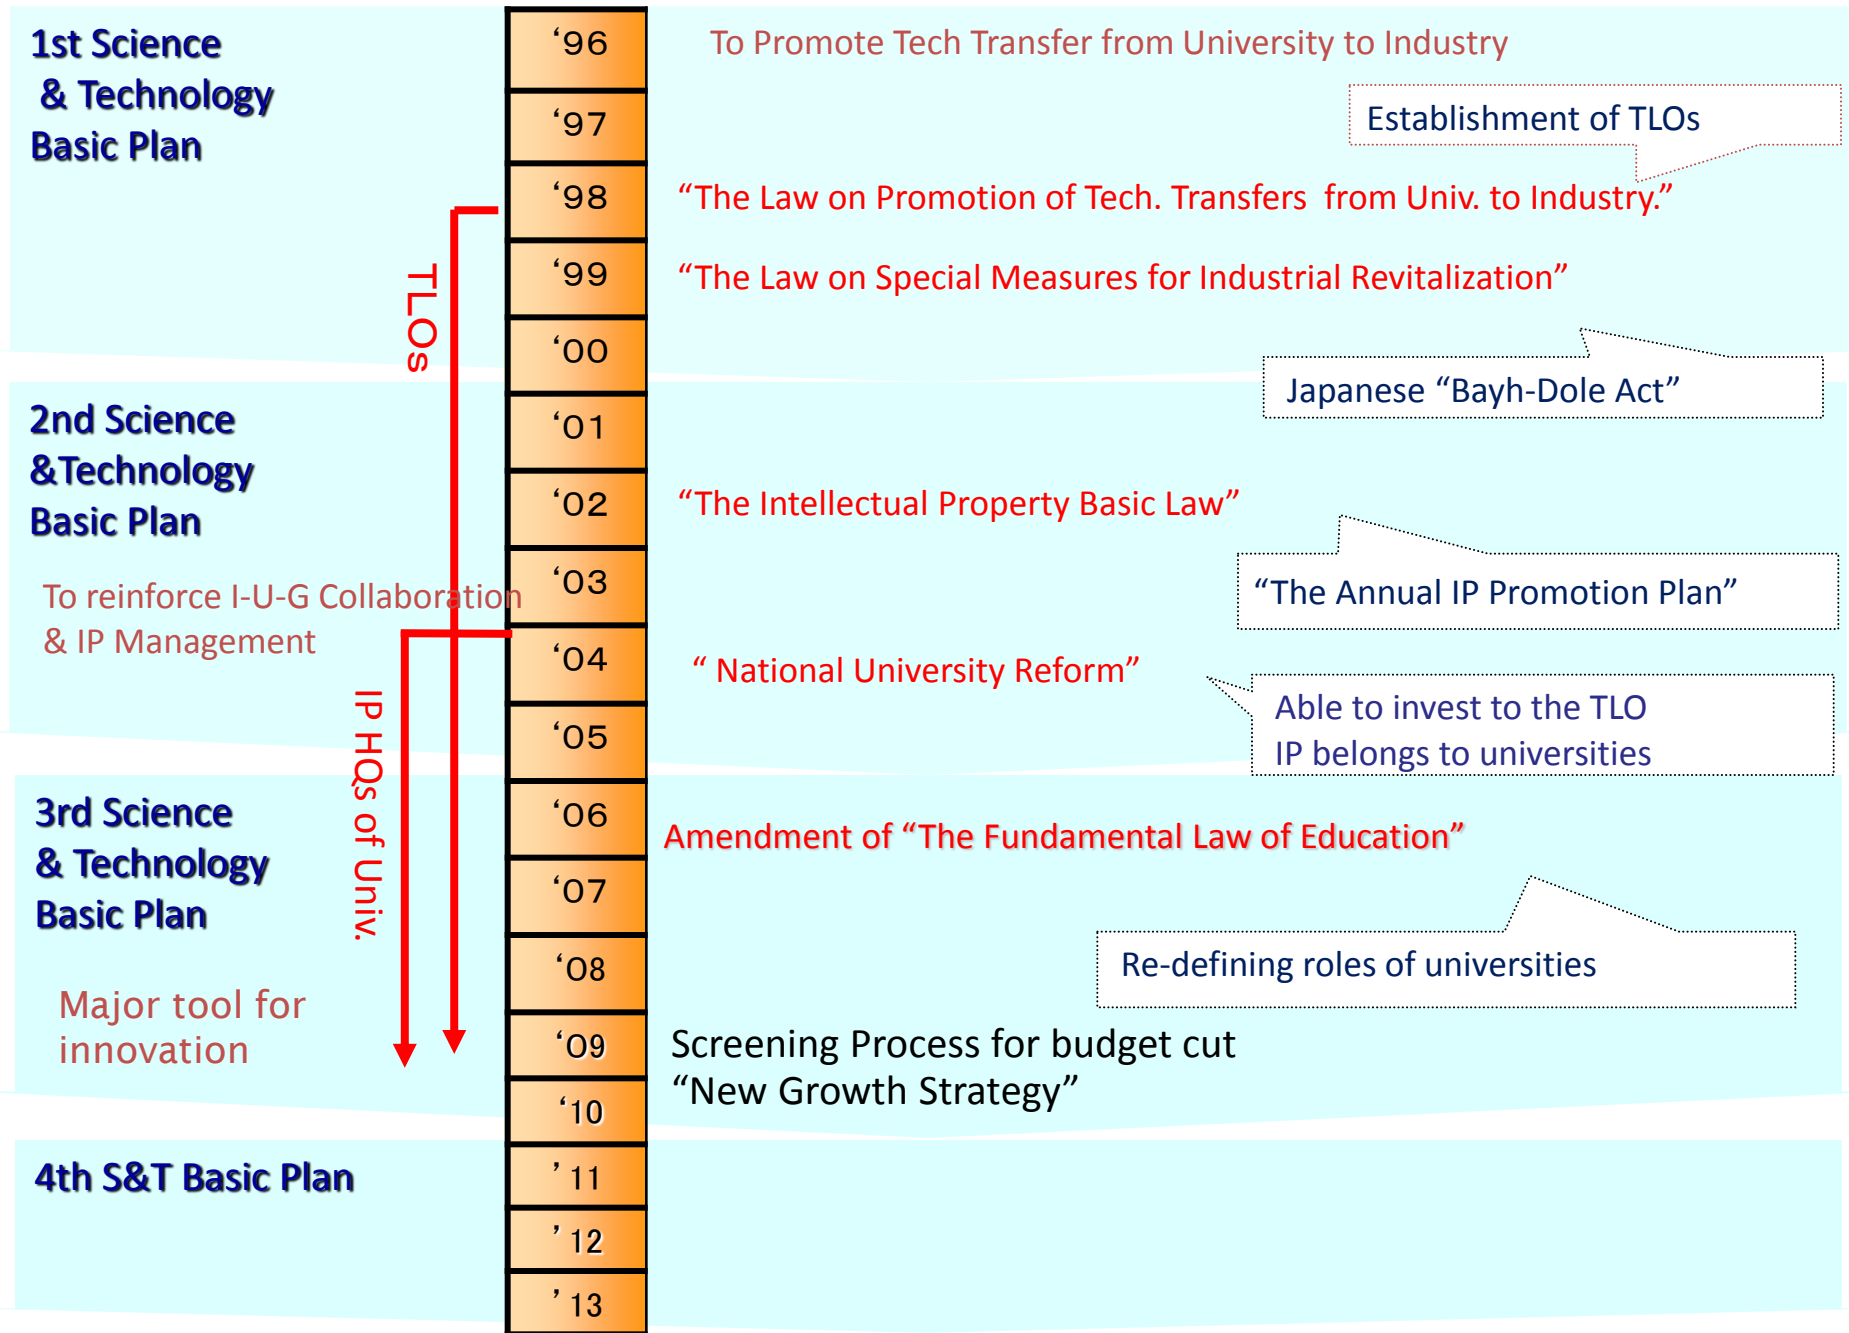 1st Science
& Technology
Basic Plan
‘96
To Promote Tech Transfer from University to Industry
‘97
Establishment of TLOs
‘98
“The Law on Promotion of Tech. Transfers from Univ. to Industry.”
‘99
“The Law on Special Measures for Industrial Revitalization”
TLOs
‘00
Japanese “Bayh-Dole Act”
2nd Science
&Technology
Basic Plan
‘01
‘02
“The Intellectual Property Basic Law”
‘03
“The Annual IP Promotion Plan”
To reinforce I-U-G Collaboration
& IP Management
‘04
“ National University Reform”
Able to invest to the TLO
IP belongs to universities
‘05
IP HQs of Univ.
3rd Science
& Technology
Basic Plan
‘06
Amendment of “The Fundamental Law of Education”
‘07
‘08
Re-defining roles of universities
Major tool for
innovation
‘09
Screening Process for budget cut
“New Growth Strategy”
‘10
4th S&T Basic Plan
’11
’12
’13